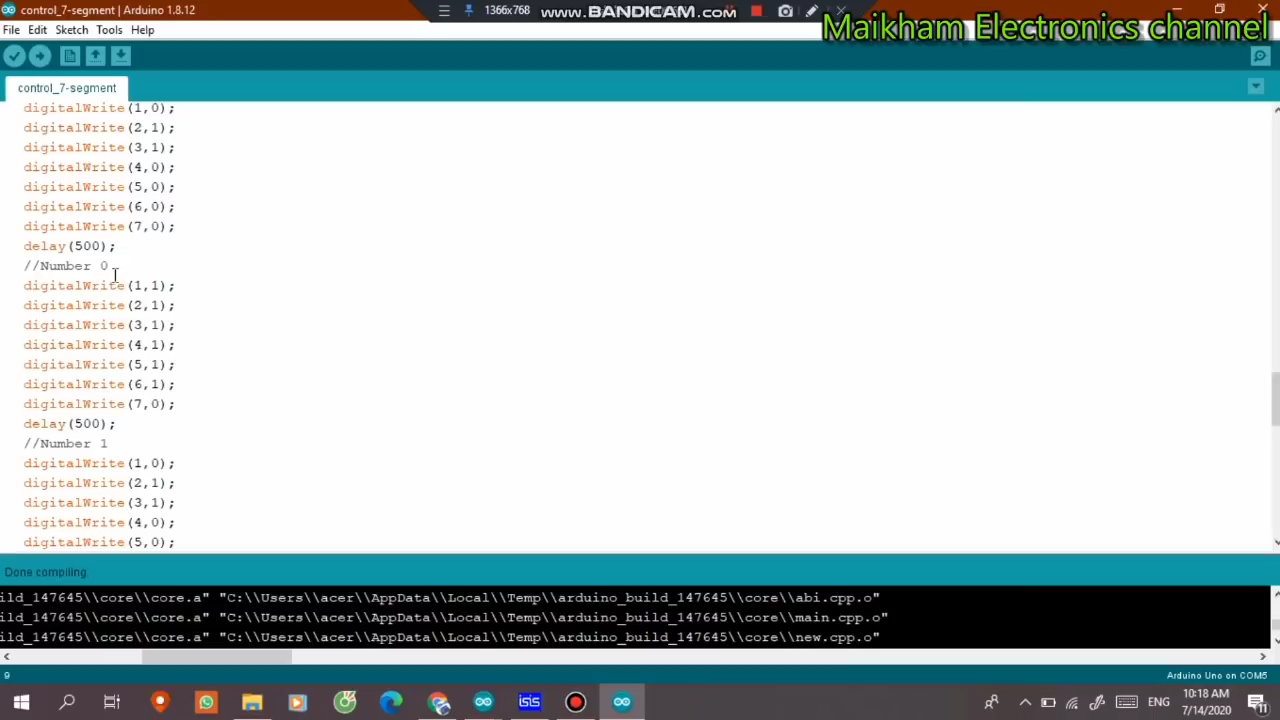 control_7-segment | Arduino 1.8.12
1366x768
www.BANDICAM.com
Maikham Electronics channel
File Edit Sketch Tools Help
control_7-segment
digitalWrite(1,0);
digitalWrite(2,1);
digitalWrite(3,1);
digitalWrite(4,0);
digitalWrite(5,0);
digitalWrite(6,0);
digitalWrite(7,0);
delay(500);
//Number 0
digitalWrite(1,1);
digitalWrite(2,1);
digitalWrite(3,1);
digitalWrite(4,1);
digitalWrite(5,1);
digitalWrite(6,1);
digitalWrite(7,0);
delay(500);
//Number 1
digitalWrite(1,0);
digitalWrite(2,1);
digitalWrite(3,1);
digitalWrite(4,0);
digitalWrite(5,0);
Done compiling.
ild_147645\\core\\core.a" "C:\\Users\\acer\\AppData\\Local\\Temp\\arduino_build_147645\\core\\abi.cpp.o"
ild_147645\\core\\core.a" "C:\\Users\\acer\\AppData\\Local\\Temp\\arduino_build_147645\\core\\main.cpp.o"
ild_147645\\core\\core.a" "C:\\Users\\acer\\AppData\\Local\\Temp\\arduino_build_147645\\core\\new.cpp.o"
9
Arduino Uno on COM5
isis
ENG
10:18 AM
7/14/2020
11